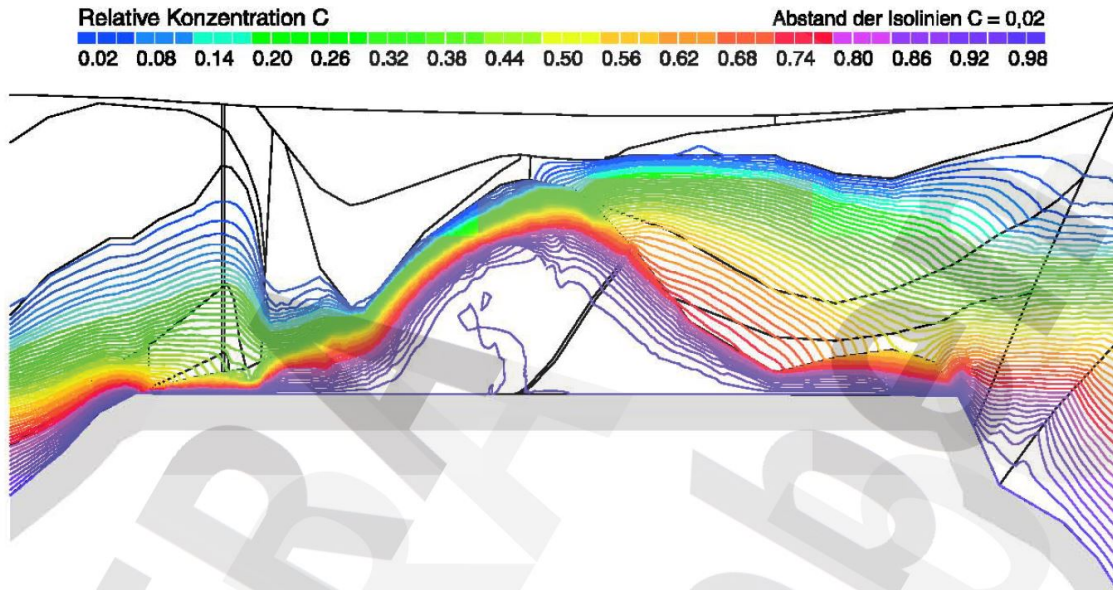 Relative Konzentration C
Abstand der Isolinien C = 0,02
0.02 0.08 0.14 0.20 0.26 0.32 0.38 0.44 0.50 0.56 0.62 0.68 0.74 0.80 0.86 0.92 0.98